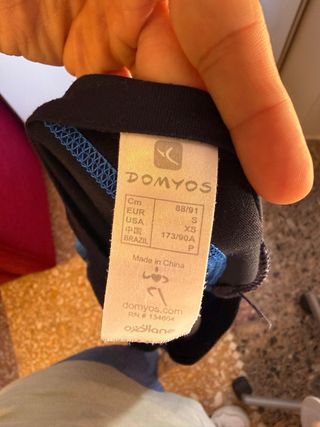 DOMYOS
Cm 88/91
EUR S
USA XS
中国 173/90A
BRAZIL P
Made in China
domyos.com
RN # 134664
oxylane